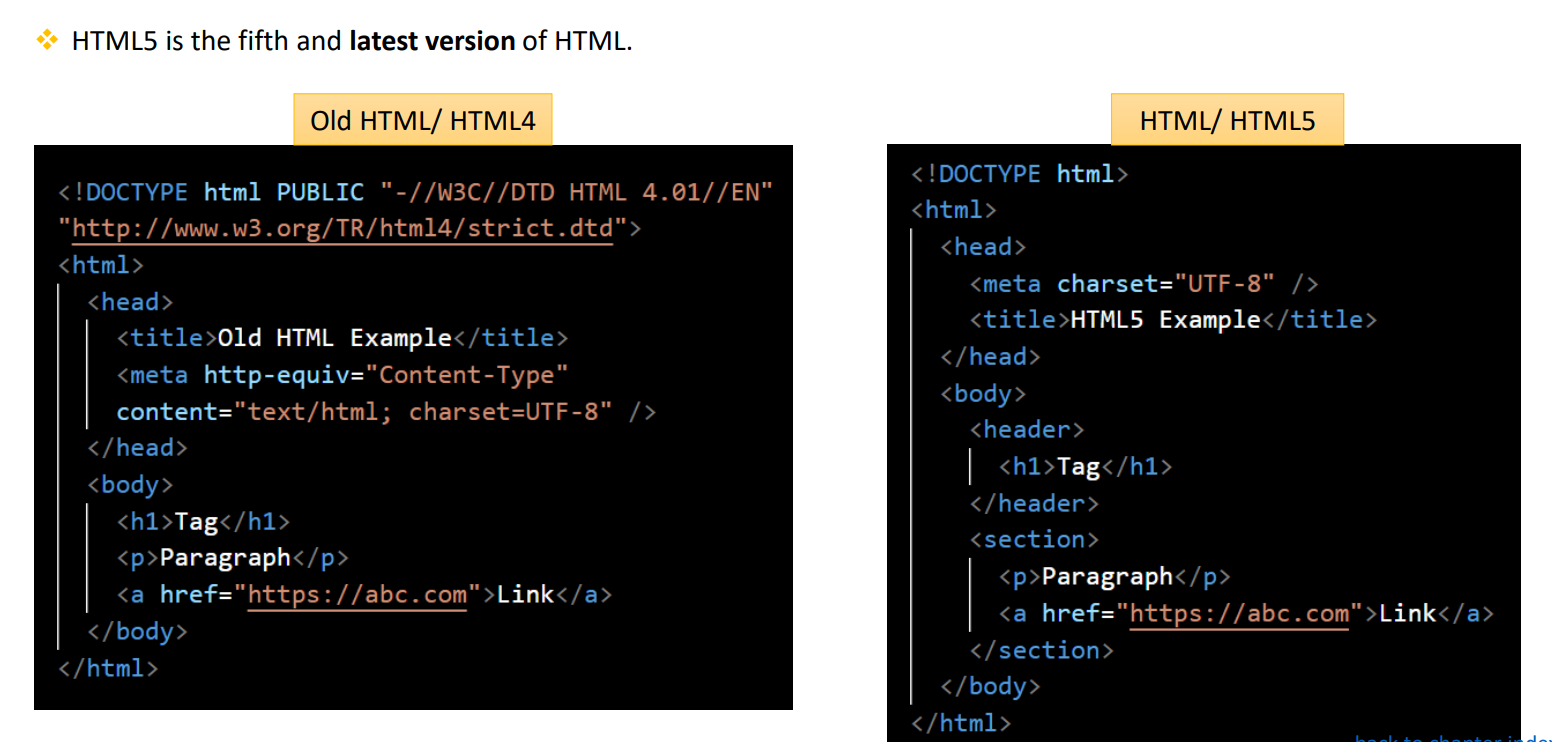 ❖ HTML5 is the fifth and latest version of HTML.
Old HTML/ HTML4
<!DOCTYPE html PUBLIC "-//W3C//DTD HTML 4.01//EN"
"http://www.w3.org/TR/html4/strict.dtd">
<html>
<head>
<title>Old HTML Example</title>
<meta http-equiv="Content-Type"
content="text/html; charset=UTF-8" />
</head>
<body>
<h1>Tag</h1>
<p>Paragraph</p>
<a href="https://abc.com">Link</a>
</body>
</html>
HTML/ HTML5
<!DOCTYPE html>
<html>
<head>
<meta charset="UTF-8" />
<title>HTML5 Example</title>
</head>
<body>
<header>
<h1>Tag</h1>
</header>
<section>
<p>Paragraph</p>
<a href="https://abc.com">Link</a>
</section>
</body>
</html>
back to chapter index